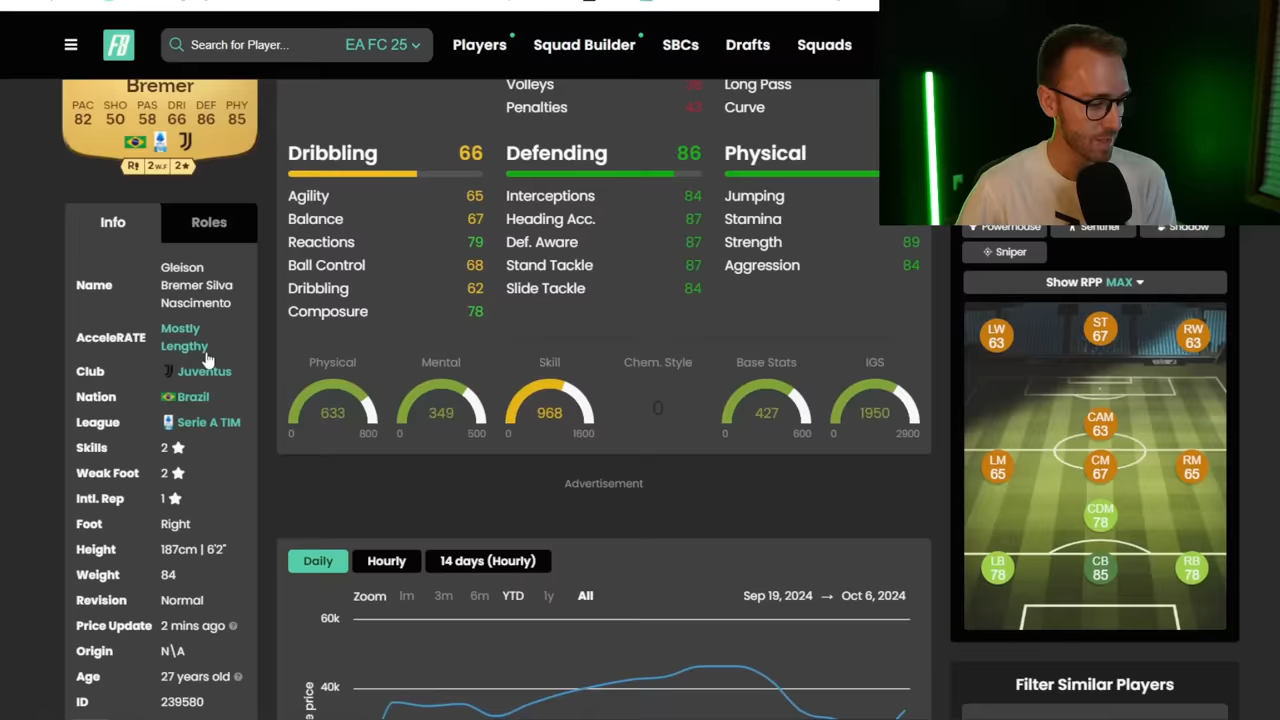 FB
Search for Player...
EA FC 25
Players
Squad Builder
SBCs
Drafts
Squads
Bremer
PAC SHO PAS DRI DEF PHY
82 50 58 66 86 85
R 2 W.F 2★
Info
Roles
Name
Gleison
Bremer Silva
Nascimento
AcceleRATE
Mostly
Lengthy
Club Juventus
Nation Brazil
League Serie A TIM
Skills 2 ★
Weak Foot 2 ★
Intl. Rep 1 ★
Foot Right
Height 187cm | 6'2"
Weight 84
Revision Normal
Price Update 2 mins ago
Origin N\A
Age 27 years old
ID 239580
Volleys
Penalties 43
Long Pass
Curve
Dribbling 66
Agility 65
Balance 67
Reactions 79
Ball Control 68
Dribbling 62
Composure 78
Defending 86
Interceptions 84
Heading Acc. 87
Def. Aware 87
Stand Tackle 87
Slide Tackle 84
Physical
Jumping
Stamina
Strength 89
Aggression 84
Physical
633
0 800
Mental
349
0 500
Skill
968
0 1600
Chem. Style
0
Base Stats
427
0 600
IGS
1950
0 2900
Advertisement
Daily
Hourly
14 days (Hourly)
Zoom 1m 3m 6m YTD 1y All
Sep 19, 2024 → Oct 6, 2024
60k
40k
e price
Powerhouse
Sentinel
Shadow
Sniper
Show RPP MAX
LW
63
ST
67
RW
63
CAM
63
LM
65
CM
67
RM
65
CDM
78
LB
78
CB
85
RB
78
Filter Similar Players